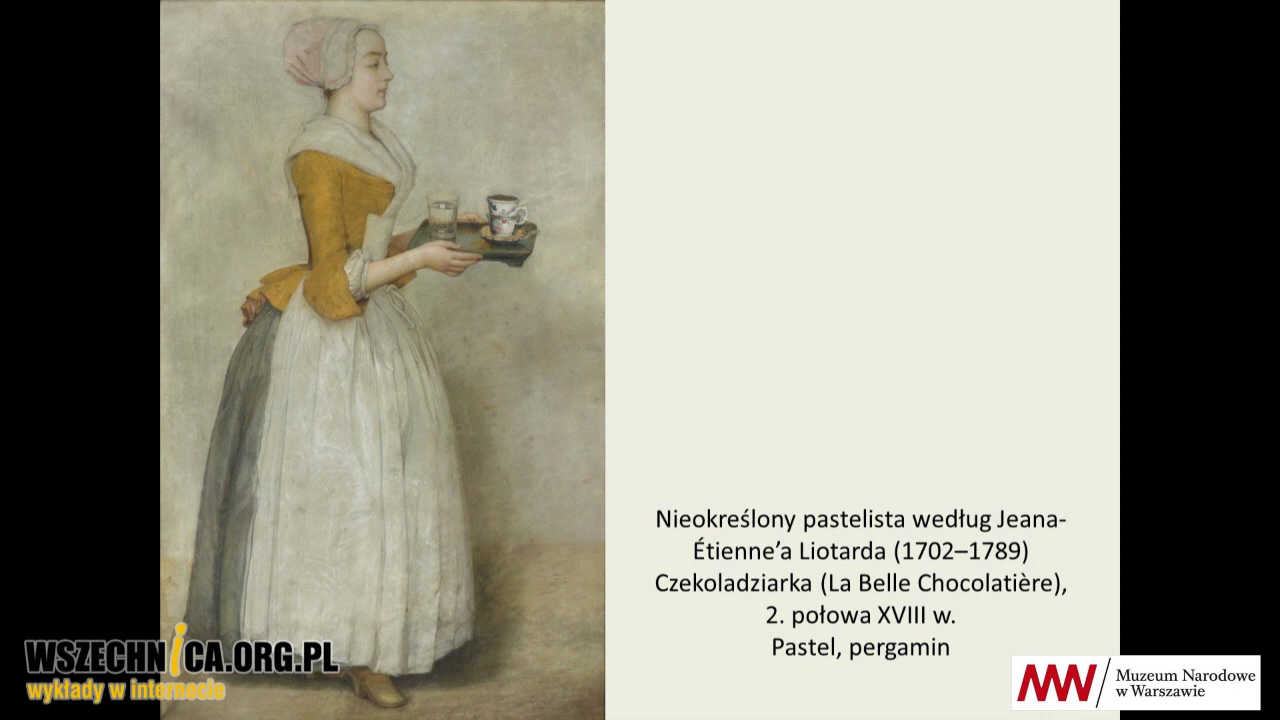 Nieokreślony pastelista według Jeana-
Étienne’a Liotarda (1702–1789)
Czekoladziarka (La Belle Chocolatière),
2. połowa XVIII w.
Pastel, pergamin
WSZECHNiCA.ORG.PL
wykłady w internecie
Muzeum Narodowe
w Warszawie